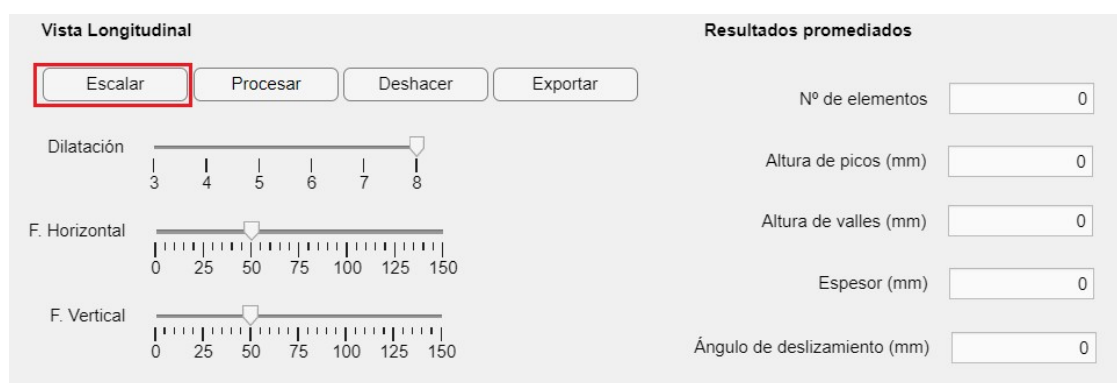 Vista Longitudinal
Escalar Procesar Deshacer Exportar
Dilatación
3 4 5 6 7 8
F. Horizontal
0 25 50 75 100 125 150
F. Vertical
0 25 50 75 100 125 150
Resultados promediados
Nº de elementos 0
Altura de picos (mm) 0
Altura de valles (mm) 0
Espesor (mm) 0
Ángulo de deslizamiento (mm) 0